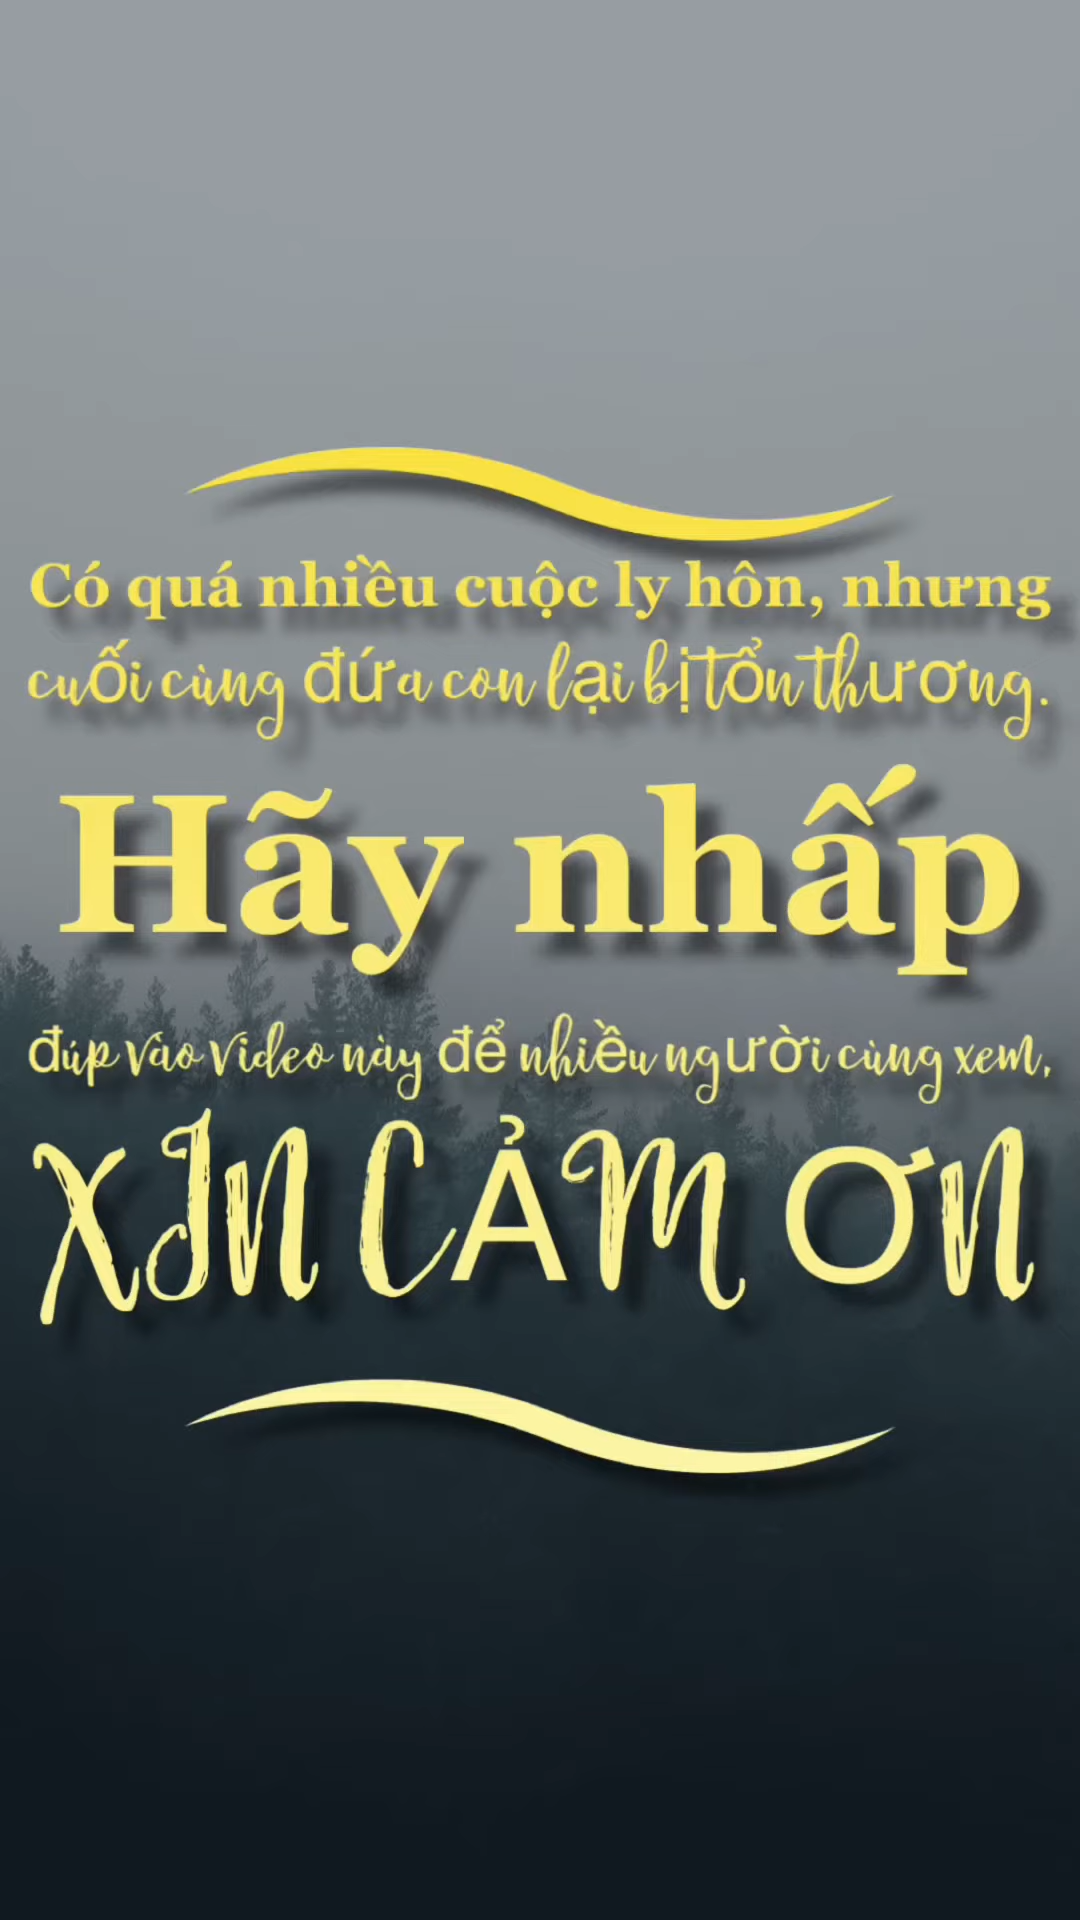 Có quá nhiều cuộc ly hôn, nhưng
cuối cùng đứa con lại bị tổn thương.
Hãy nhấp
đúp vào video này để nhiều người cùng xem,
XIN CẢM ƠN